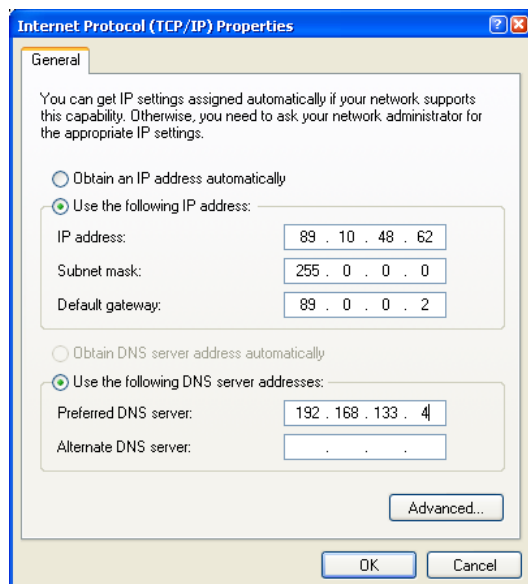 Internet Protocol (TCP/IP) Properties
General
You can get IP settings assigned automatically if your network supports
this capability. Otherwise, you need to ask your network administrator for
the appropriate IP settings.
Obtain an IP address automatically
Use the following IP address:
IP address: 89 . 10 . 48 . 62
Subnet mask: 255 . 0 . 0 . 0
Default gateway: 89 . 0 . 0 . 2
Obtain DNS server address automatically
Use the following DNS server addresses:
Preferred DNS server: 192 . 168 . 133 . 4
Alternate DNS server: . . .
Advanced...
OK Cancel